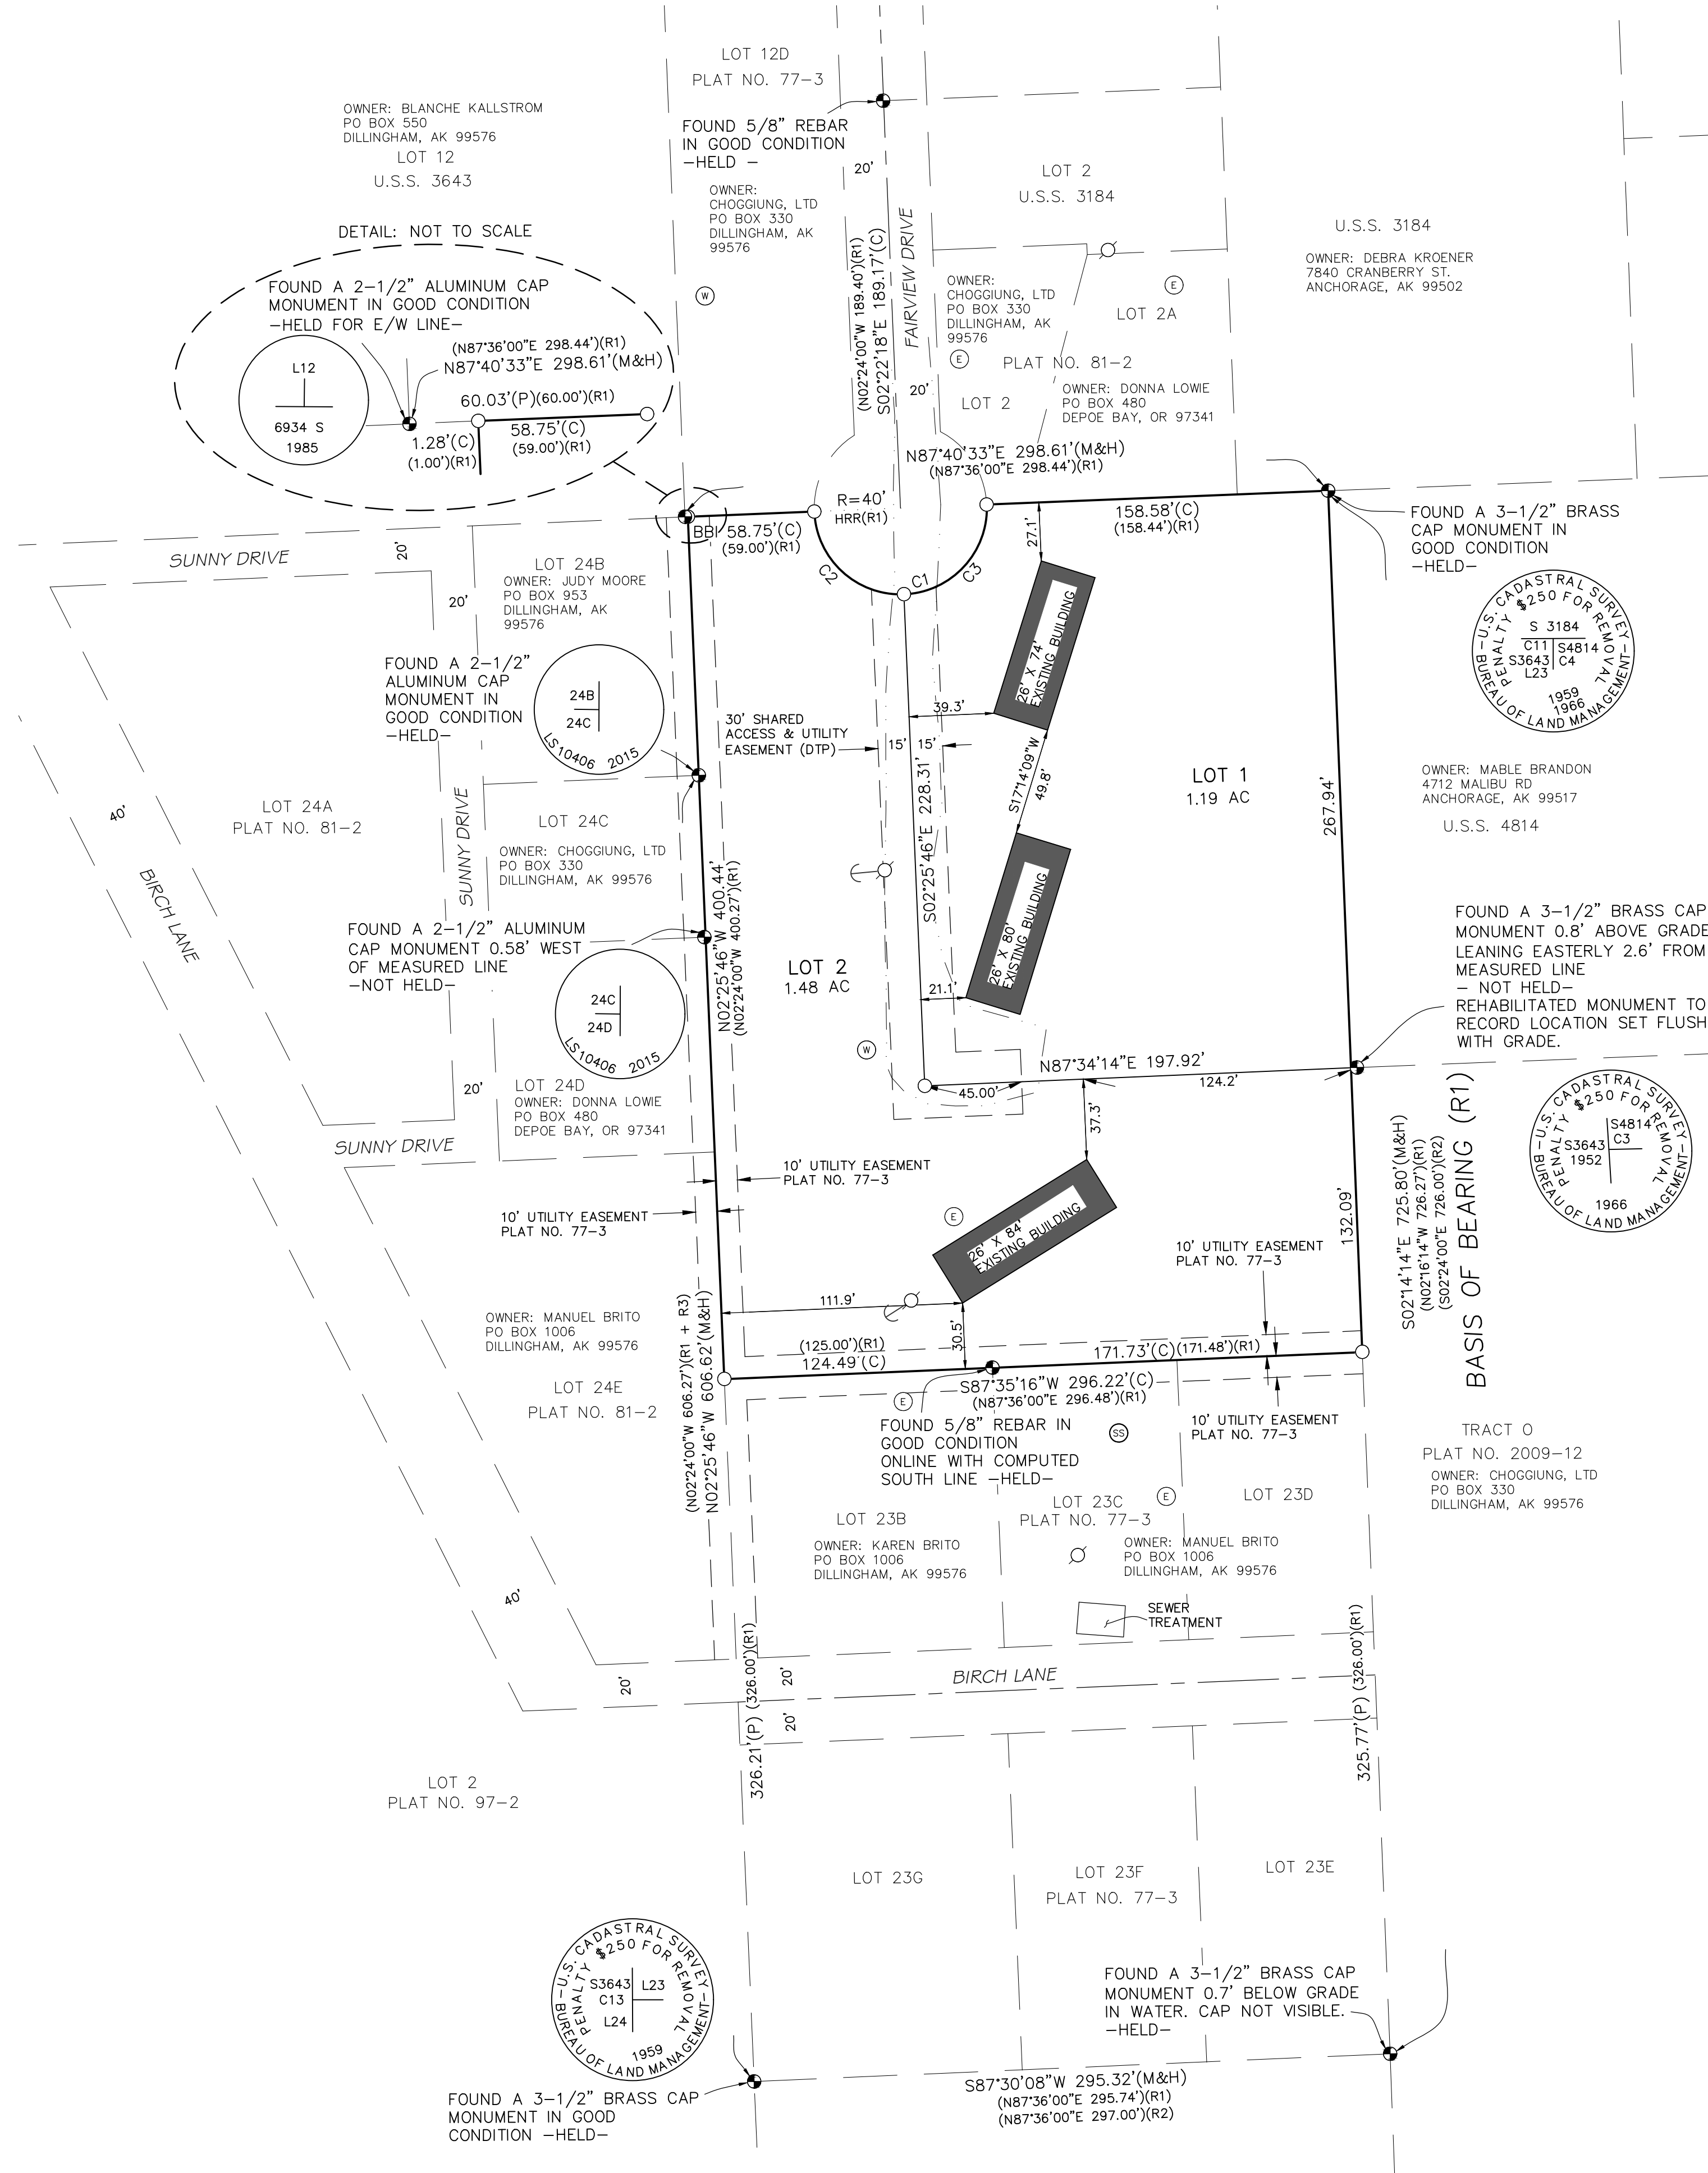 LOT 12D
PLAT NO. 77-3
OWNER: BLANCHE KALLSTROM
PO BOX 550
DILLINGHAM, AK 99576
LOT 12
U.S.S. 3643
FOUND 5/8" REBAR
IN GOOD CONDITION
-HELD -
20'
OWNER:
CHOGGIUNG, LTD
PO BOX 330
DILLINGHAM, AK
99576
LOT 2
U.S.S. 3184
U.S.S. 3184
OWNER: DEBRA KROENER
7840 CRANBERRY ST.
ANCHORAGE, AK 99502
DETAIL: NOT TO SCALE
FOUND A 2-1/2" ALUMINUM CAP
MONUMENT IN GOOD CONDITION
-HELD FOR E/W LINE-
(N87°36'00"E 298.44')(R1)
N87°40'33"E 298.61'(M&H)
L12
6934 S
1985
60.03'(P)(60.00')(R1)
1.28'(C)
(1.00')(R1)
58.75'(C)
(59.00')(R1)
W
(N02°24'00"W 189.40')(R1)
S02°22'18"E 189.17'(C)
FAIRVIEW DRIVE
OWNER:
CHOGGIUNG, LTD
PO BOX 330
DILLINGHAM, AK
99576
E
LOT 2A
E
PLAT NO. 81-2
20'
LOT 2
OWNER: DONNA LOWIE
PO BOX 480
DEPOE BAY, OR 97341
N87°40'33"E 298.61'(M&H)
(N87°36'00"E 298.44')(R1)
R=40'
HRR(R1)
BBI 58.75'(C)
(59.00')(R1)
158.58'(C)
(158.44')(R1)
27.1'
C2
C1
C3
FOUND A 3-1/2" BRASS
CAP MONUMENT IN
GOOD CONDITION
-HELD-
U.S. CADASTRAL SURVEY
PENALTY $250 FOR REMOVAL
S 3184
C11 S4814
S3643 C4
L23
1959
1966
BUREAU OF LAND MANAGEMENT
SUNNY DRIVE
20'
LOT 24B
OWNER: JUDY MOORE
PO BOX 953
DILLINGHAM, AK
99576
20'
26' X 74'
EXISTING BUILDING
FOUND A 2-1/2"
ALUMINUM CAP
MONUMENT IN
GOOD CONDITION
-HELD-
24B
24C
LS10406 2015
30' SHARED
ACCESS & UTILITY
EASEMENT (DTP)
39.3'
15' 15'
S17°14'09"W
49.8'
LOT 1
1.19 AC
267.94'
OWNER: MABLE BRANDON
4712 MALIBU RD
ANCHORAGE, AK 99517
U.S.S. 4814
LOT 24A
PLAT NO. 81-2
40'
BIRCH LANE
SUNNY DRIVE
LOT 24C
OWNER: CHOGGIUNG, LTD
PO BOX 330
DILLINGHAM, AK 99576
S02°25'46"E 228.31'
N02°25'46"W 400.44'
(N02°24'00"W 400.27')(R1)
26' X 80'
EXISTING BUILDING
FOUND A 2-1/2" ALUMINUM
CAP MONUMENT 0.58' WEST
OF MEASURED LINE
-NOT HELD-
24C
24D
LS10406 2015
LOT 2
1.48 AC
21.1'
FOUND A 3-1/2" BRASS CAP
MONUMENT 0.8' ABOVE GRADE
LEANING EASTERLY 2.6' FROM
MEASURED LINE
- NOT HELD-
REHABILITATED MONUMENT TO
RECORD LOCATION SET FLUSH
WITH GRADE.
W
N87°34'14"E 197.92'
45.00'
124.2'
37.3'
U.S. CADASTRAL SURVEY
PENALTY $250 FOR REMOVAL
S4814
S3643 C3
1952
1966
BUREAU OF LAND MANAGEMENT
20'
LOT 24D
OWNER: DONNA LOWIE
PO BOX 480
DEPOE BAY, OR 97341
SUNNY DRIVE
10' UTILITY EASEMENT
PLAT NO. 77-3
10' UTILITY EASEMENT
PLAT NO. 77-3
E
26' X 84'
EXISTING BUILDING
10' UTILITY EASEMENT
PLAT NO. 77-3
132.09'
S02°14'14"E 725.80'(M&H)
(N02°16'14"W 726.27')(R1)
(S02°24'00"E 726.00')(R2)
BASIS OF BEARING (R1)
111.9'
30.5'
OWNER: MANUEL BRITO
PO BOX 1006
DILLINGHAM, AK 99576
LOT 24E
PLAT NO. 81-2
(N02°24'00"W 606.27')(R1 + R3)
N02°25'46"W 606.62'(M&H)
(125.00')(R1)
124.49'(C)
171.73'(C)(171.48')(R1)
S87°35'16"W 296.22'(C)
(N87°36'00"E 296.48')(R1)
E
FOUND 5/8" REBAR IN
GOOD CONDITION
ONLINE WITH COMPUTED
SOUTH LINE -HELD-
SS
10' UTILITY EASEMENT
PLAT NO. 77-3
TRACT O
PLAT NO. 2009-12
OWNER: CHOGGIUNG, LTD
PO BOX 330
DILLINGHAM, AK 99576
LOT 23B
OWNER: KAREN BRITO
PO BOX 1006
DILLINGHAM, AK 99576
LOT 23C
PLAT NO. 77-3
E
LOT 23D
OWNER: MANUEL BRITO
PO BOX 1006
DILLINGHAM, AK 99576
SEWER
TREATMENT
40'
20'
20'
20'
BIRCH LANE
326.21'(P) (326.00')(R1)
325.77'(P) (326.00')(R1)
LOT 2
PLAT NO. 97-2
LOT 23G
LOT 23F
PLAT NO. 77-3
LOT 23E
U.S. CADASTRAL SURVEY
PENALTY $250 FOR REMOVAL
S3643 L23
C13
L24
1959
BUREAU OF LAND MANAGEMENT
FOUND A 3-1/2" BRASS CAP
MONUMENT 0.7' BELOW GRADE
IN WATER. CAP NOT VISIBLE.
-HELD-
FOUND A 3-1/2" BRASS CAP
MONUMENT IN GOOD
CONDITION -HELD-
S87°30'08"W 295.32'(M&H)
(N87°36'00"E 295.74')(R1)
(N87°36'00"E 297.00')(R2)